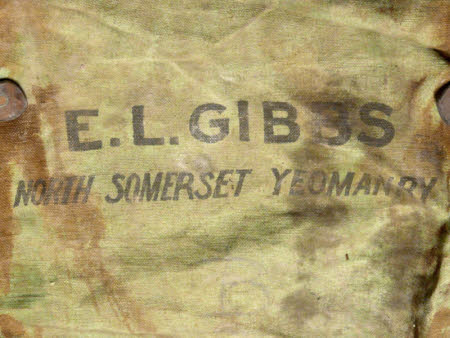 E.L.GIBBS
NORTH SOMERSET YEOMANRY